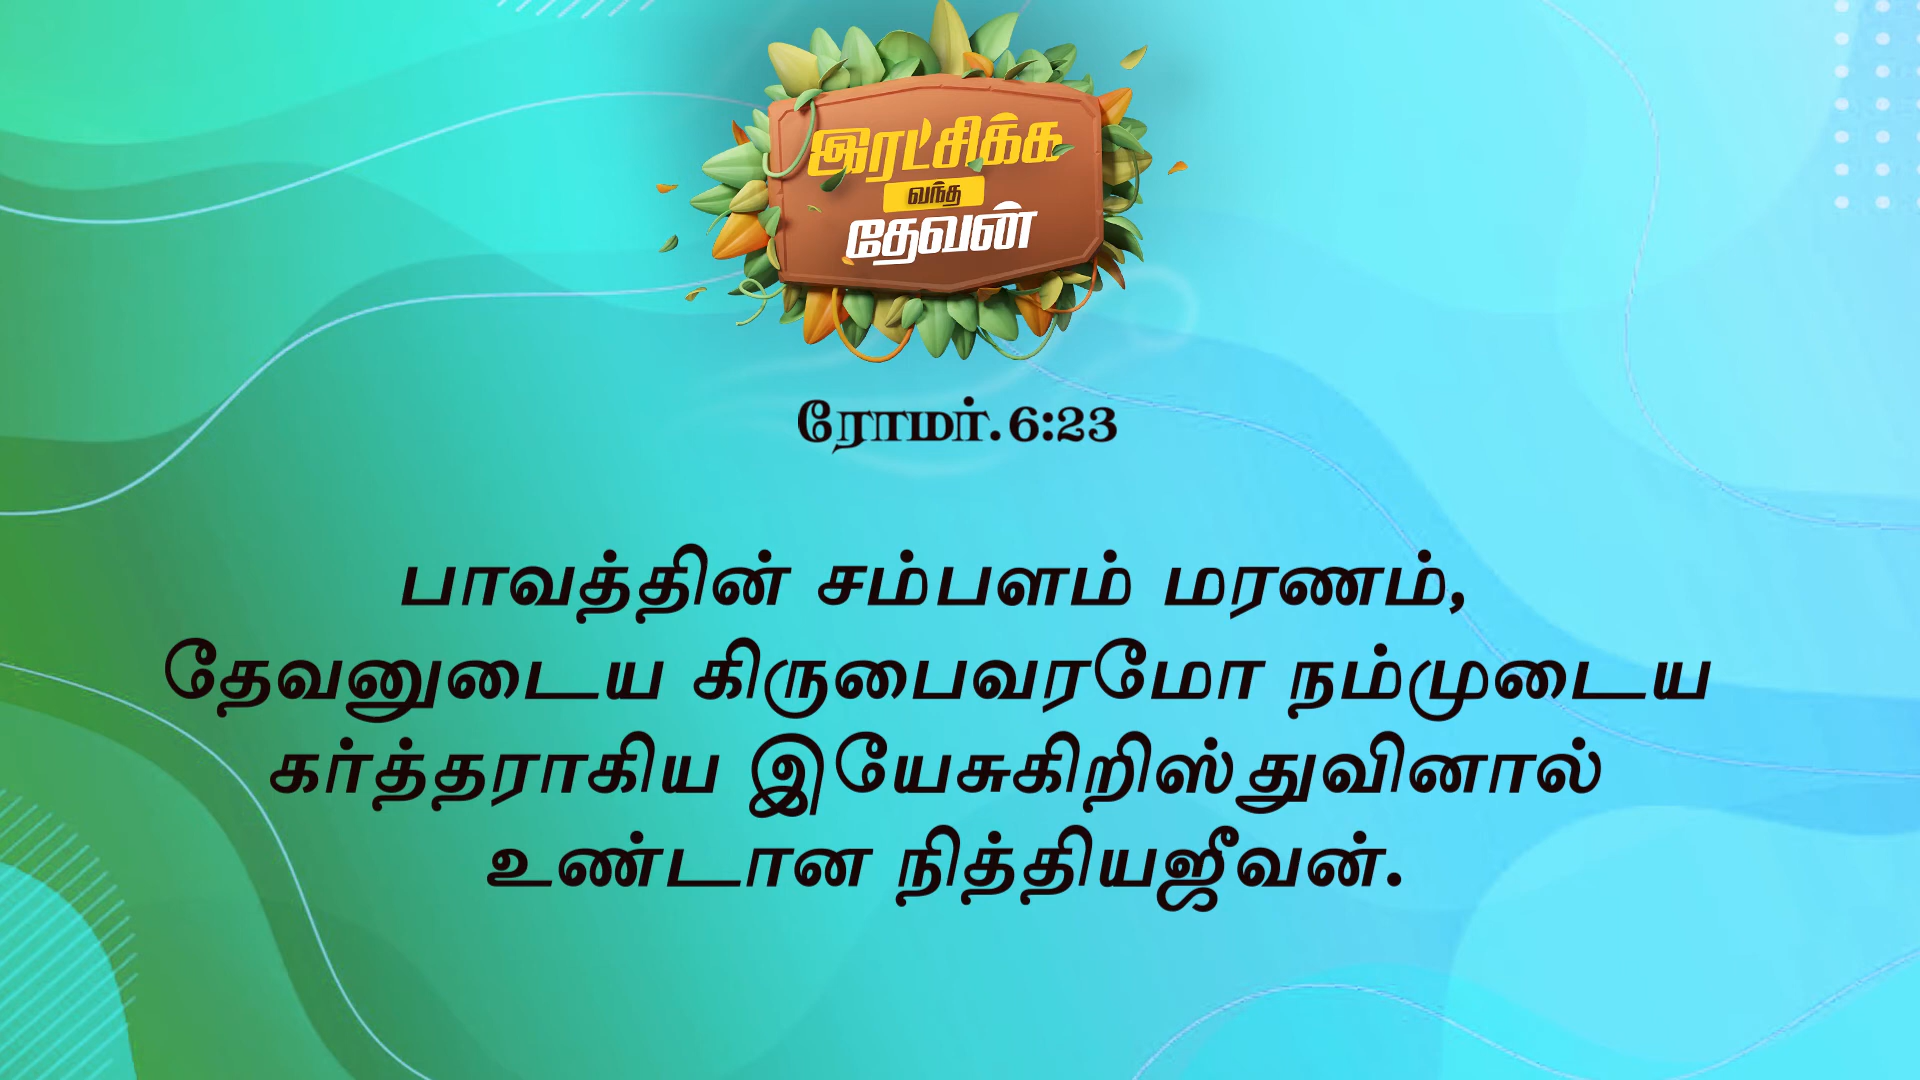 இரட்சிக்க
வந்த
தேவன்
ரோமர்.6:23
பாவத்தின் சம்பளம் மரணம்,
தேவனுடைய கிருபைவரமோ நம்முடைய
கர்த்தராகிய இயேசுகிறிஸ்துவினால்
உண்டான நித்தியஜீவன்.